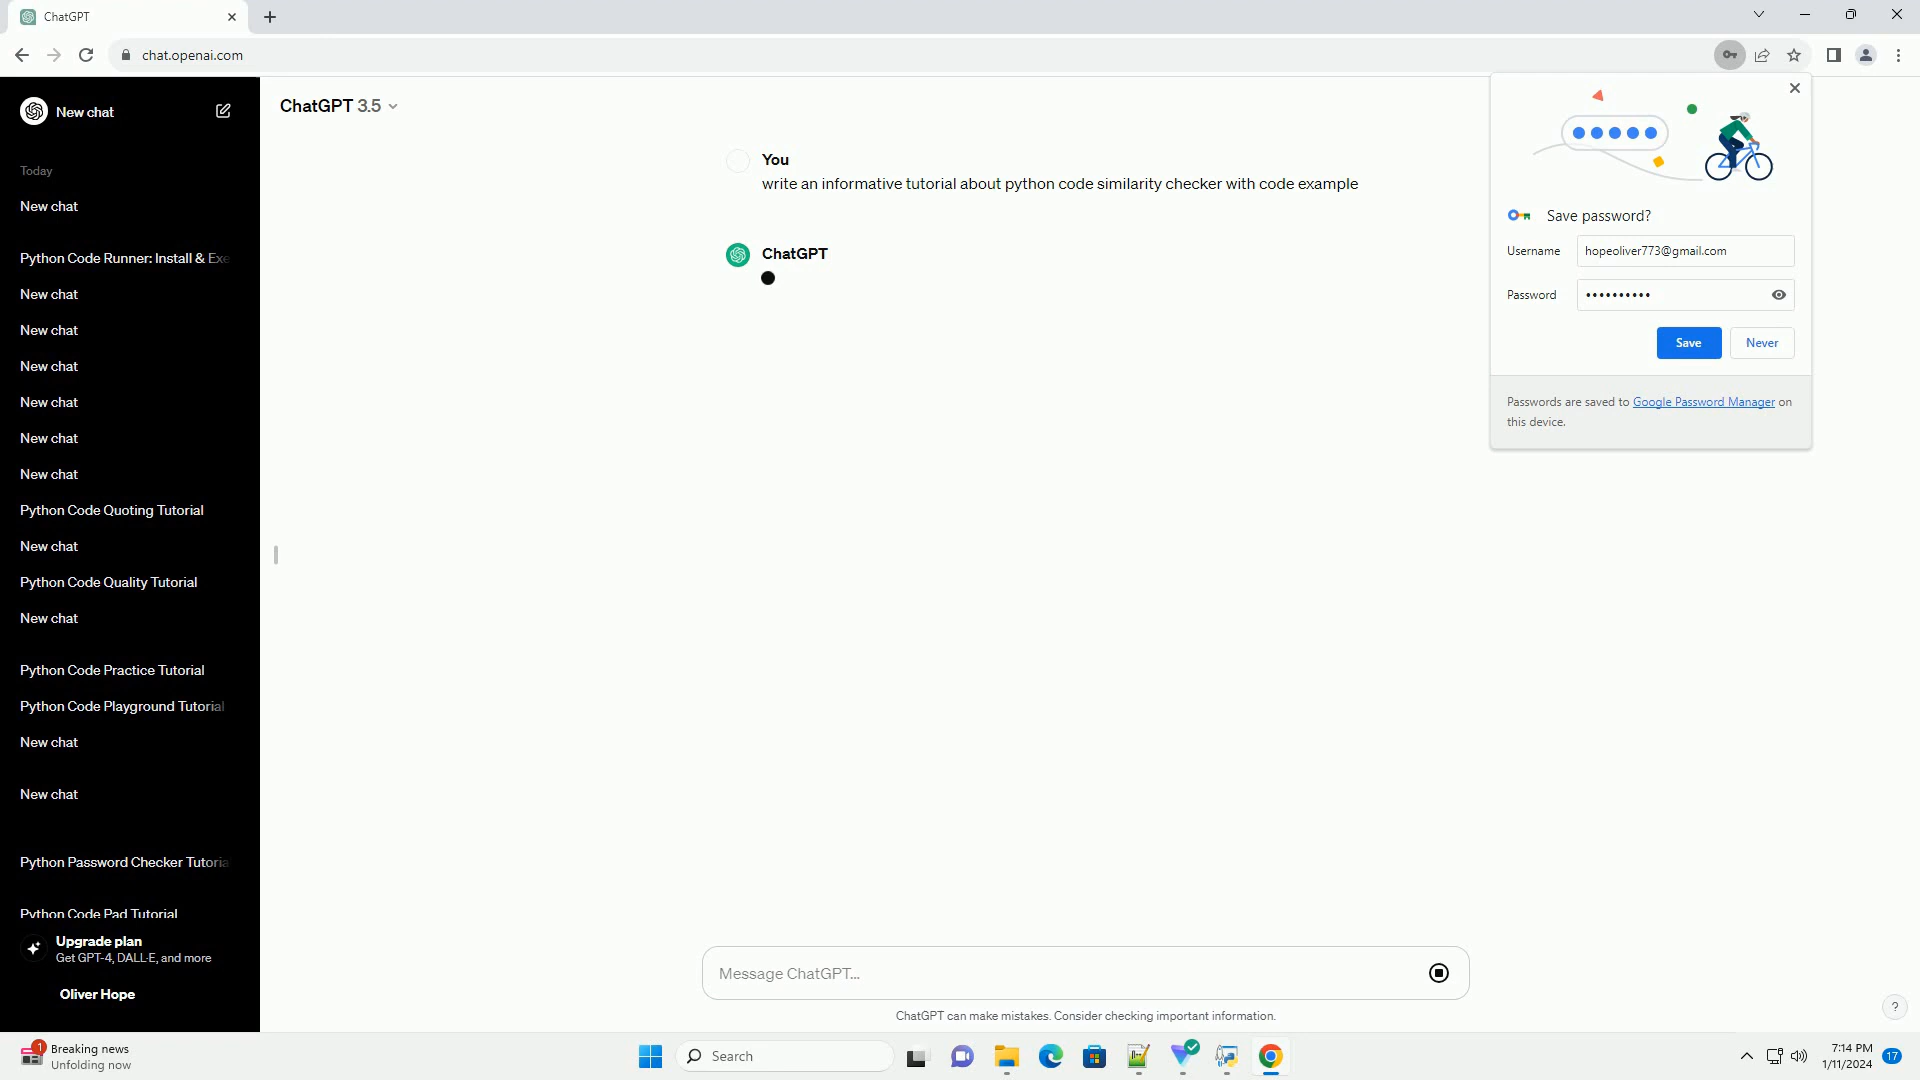 ChatGPT
chat.openai.com
New chat
Today
New chat
Python Code Runner: Install & Exe
New chat
New chat
New chat
New chat
New chat
New chat
Python Code Quoting Tutorial
New chat
Python Code Quality Tutorial
New chat
Python Code Practice Tutorial
Python Code Playground Tutorial
New chat
New chat
Python Password Checker Tutoria
Python Code Pad Tutorial
Upgrade plan
Get GPT-4, DALL·E, and more
Oliver Hope
ChatGPT 3.5
You
write an informative tutorial about python code similarity checker with code example
ChatGPT
Save password?
Username hopeoliver773@gmail.com
Password ••••••••••
Save Never
Passwords are saved to Google Password Manager on
this device.
Message ChatGPT...
ChatGPT can make mistakes. Consider checking important information.
?
1
Breaking news
Unfolding now
Search
7:14 PM
1/11/2024
17